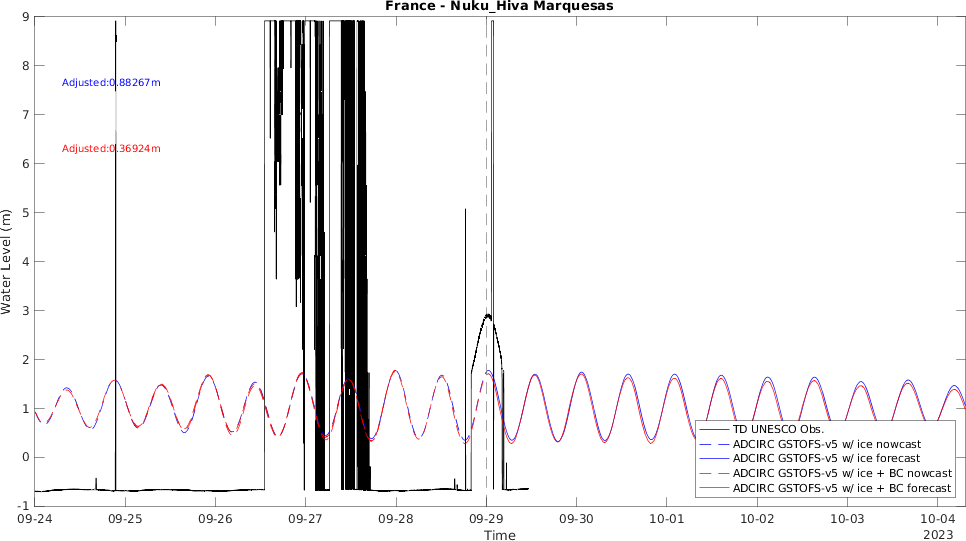 France - Nuku_Hiva Marquesas
9
8
7
6
5
4
3
2
1
0
-1
Water Level (m)
Adjusted:0.88267m
Adjusted:0.36924m
TD UNESCO Obs.
ADCIRC GSTOFS-v5 w/ ice nowcast
ADCIRC GSTOFS-v5 w/ ice forecast
ADCIRC GSTOFS-v5 w/ ice + BC nowcast
ADCIRC GSTOFS-v5 w/ ice + BC forecast
09-24 09-25 09-26 09-27 09-28 09-29 09-30 10-01 10-02 10-03 10-04
2023
Time